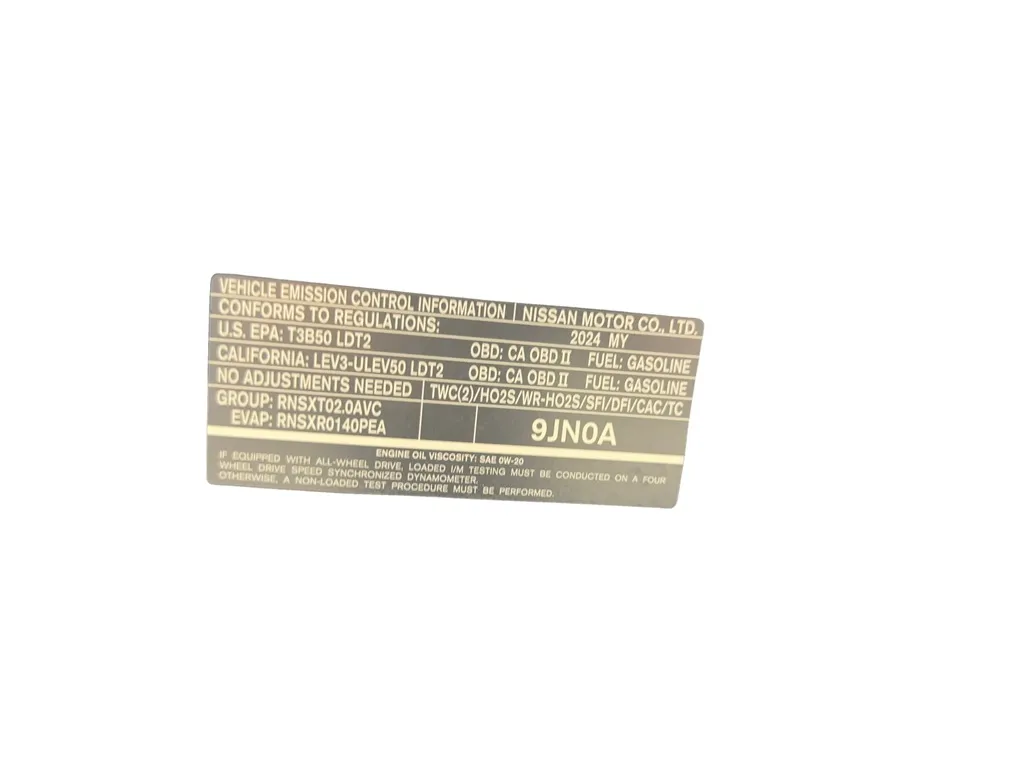 VEHICLE EMISSION CONTROL INFORMATION NISSAN MOTOR CO., LTD.
CONFORMS TO REGULATIONS: 2024 MY
U.S. EPA: T3B50 LDT2 OBD: CA OBD II FUEL: GASOLINE
CALIFORNIA: LEV3-ULEV50 LDT2 OBD: CA OBD II FUEL: GASOLINE
NO ADJUSTMENTS NEEDED TWC(2)/HO2S/WR-HO2S/SFI/DFI/CAC/TC
GROUP: RNSXT02.0AVC
EVAP: RNSXR0140PEA 9JN0A
ENGINE OIL VISCOSITY: SAE 0W-20
IF EQUIPPED WITH ALL-WHEEL DRIVE, LOADED I/M TESTING MUST BE CONDUCTED ON A FOUR
WHEEL DRIVE SPEED SYNCHRONIZED DYNAMOMETER.
OTHERWISE, A NON-LOADED TEST PROCEDURE MUST BE PERFORMED.